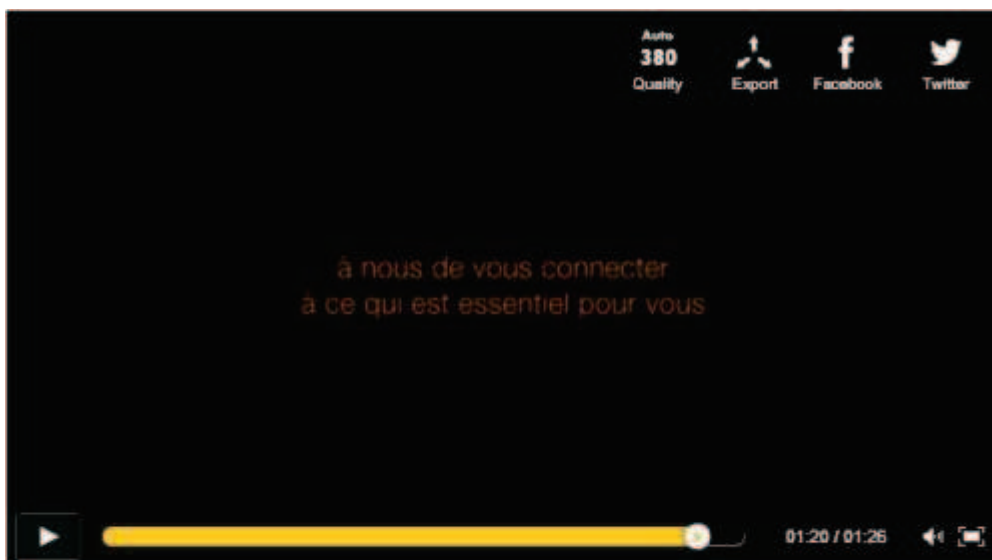 Auto
380
Quality
Export
Facebook
Twitter
à nous de vous connecter
à ce qui est essentiel pour vous
01:20 / 01:26